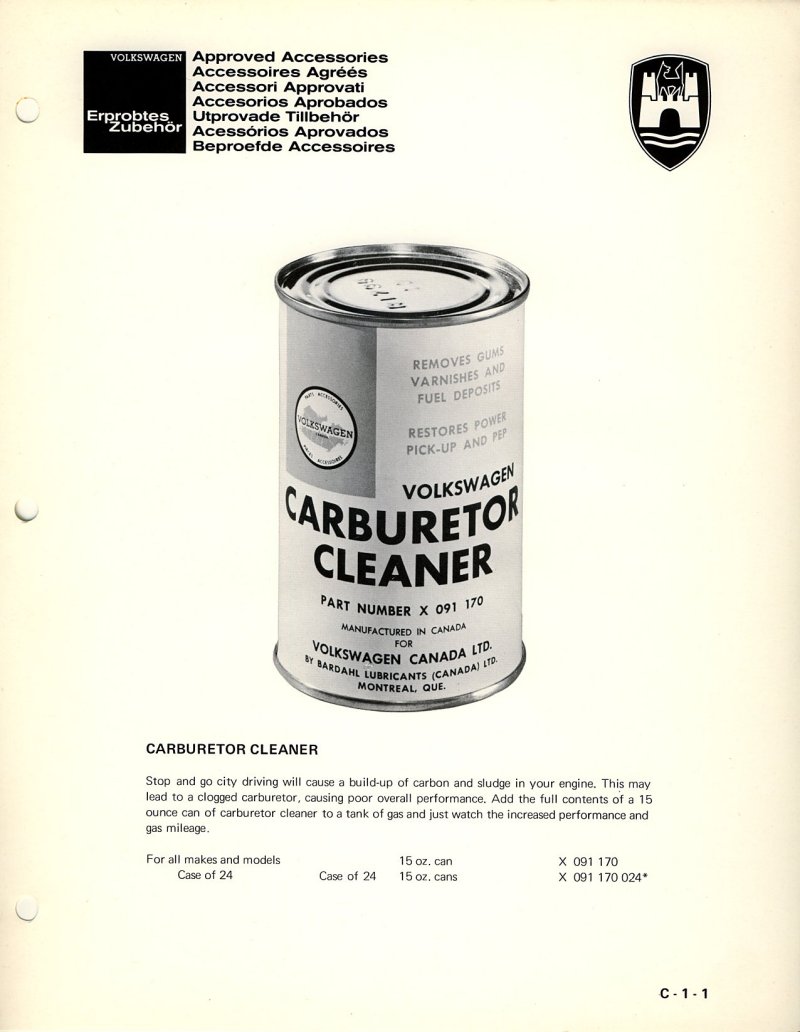 VOLKSWAGEN
Erprobtes
Zubehör
Approved Accessories
Accessoires Agréés
Accessori Approvati
Accesorios Aprobados
Utprovade Tillbehör
Acessórios Aprovados
Beproefde Accessoires
REMOVES GUMS
VARNISHES AND
FUEL DEPOSITS
RESTORES POWER
PICK-UP AND PEP
PARTS ACCESSORIES
VOLKSWAGEN
CANADA
PIECES ACCESSOIRES
VOLKSWAGEN
CARBURETOR
CLEANER
PART NUMBER X 091 170
MANUFACTURED IN CANADA
FOR
VOLKSWAGEN CANADA LTD.
BY BARDAHL LUBRICANTS (CANADA) LTD.
MONTREAL, QUE.
CARBURETOR CLEANER
Stop and go city driving will cause a build-up of carbon and sludge in your engine. This may
lead to a clogged carburetor, causing poor overall performance. Add the full contents of a 15
ounce can of carburetor cleaner to a tank of gas and just watch the increased performance and
gas mileage.
For all makes and models 15 oz. can X 091 170
Case of 24 Case of 24 15 oz. cans X 091 170 024*
C-1-1